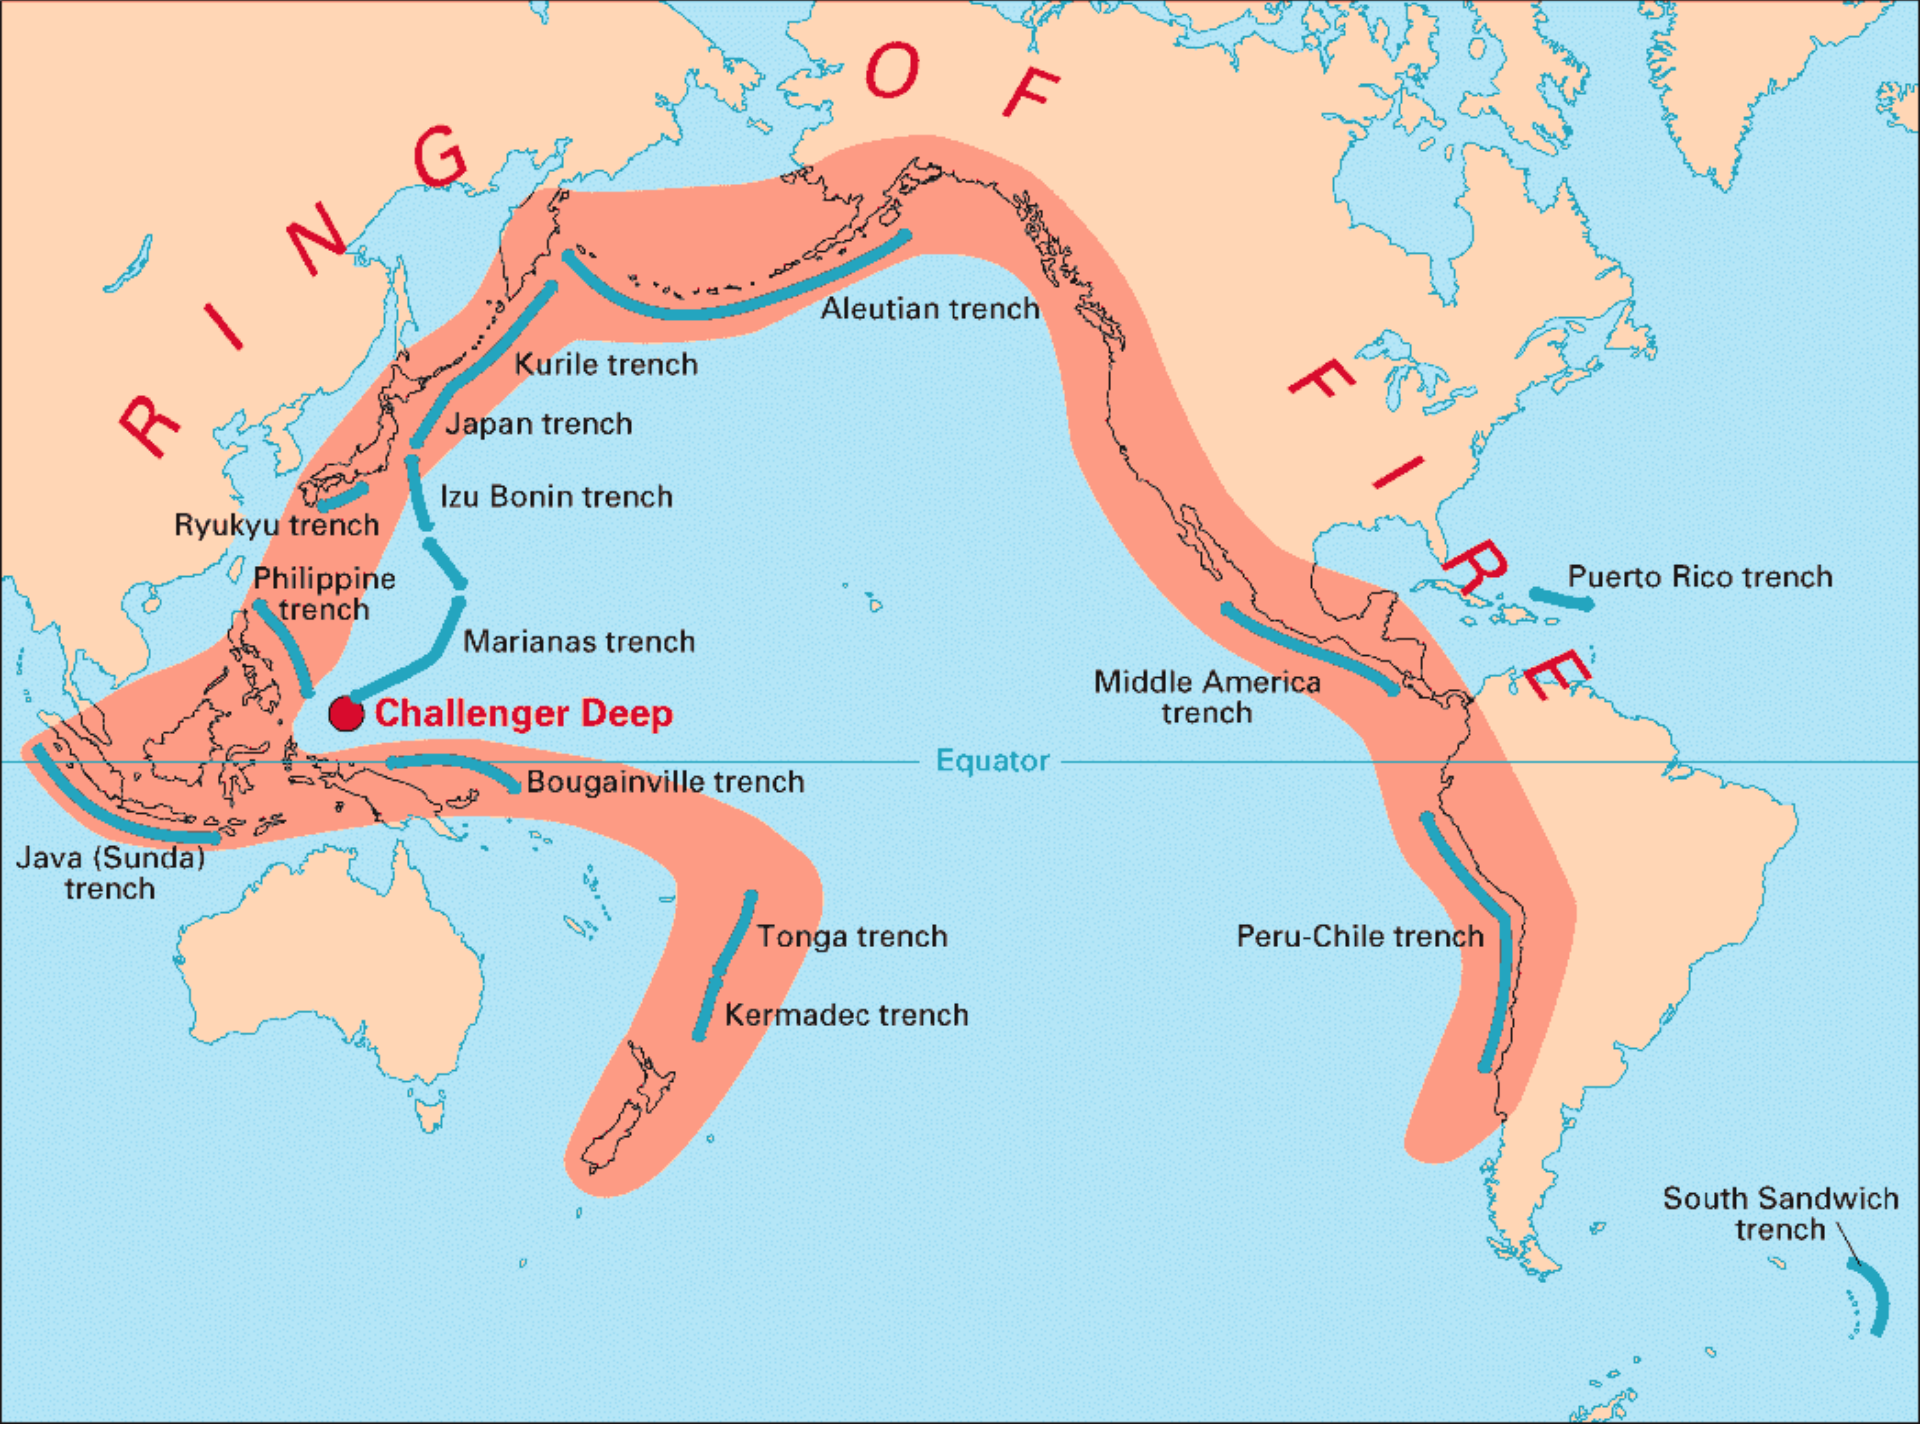 RING OF FIRE
Aleutian trench
Kurile trench
Japan trench
Izu Bonin trench
Ryukyu trench
Philippine
trench
Marianas trench
Challenger Deep
Equator
Bougainville trench
Java (Sunda)
trench
Tonga trench
Kermadec trench
Puerto Rico trench
Middle America
trench
Peru-Chile trench
South Sandwich
trench